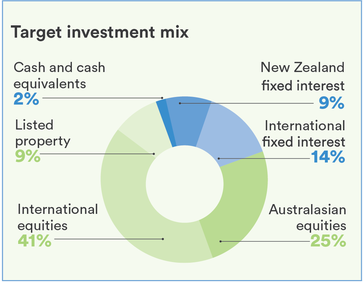 Target investment mix
Cash and cash
equivalents
2%
New Zealand
fixed interest
9%
Listed
property
9%
International
fixed interest
14%
International
equities
41%
Australasian
equities
25%